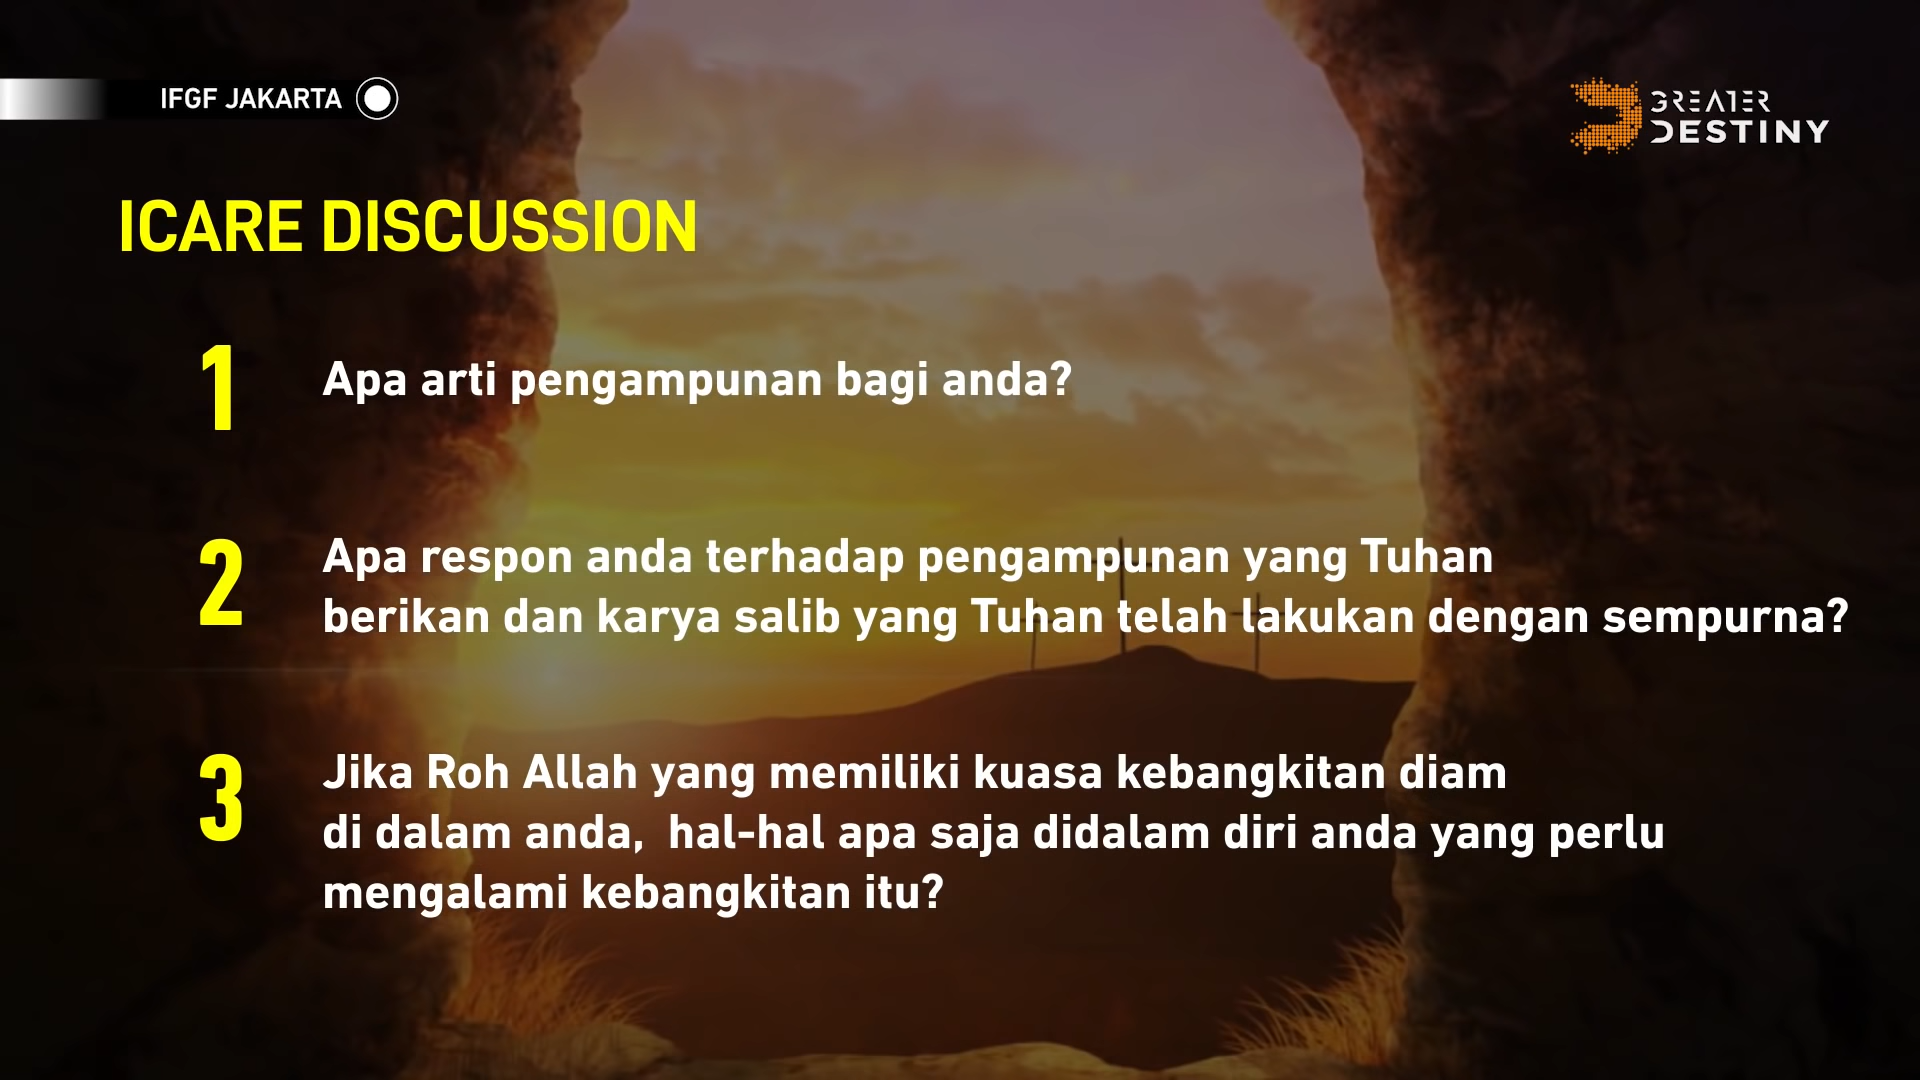 IFGF JAKARTA
GREATER
DESTINY
ICARE DISCUSSION
1
Apa arti pengampunan bagi anda?
2
Apa respon anda terhadap pengampunan yang Tuhan
berikan dan karya salib yang Tuhan telah lakukan dengan sempurna?
3
Jika Roh Allah yang memiliki kuasa kebangkitan diam
di dalam anda,  hal-hal apa saja didalam diri anda yang perlu
mengalami kebangkitan itu?